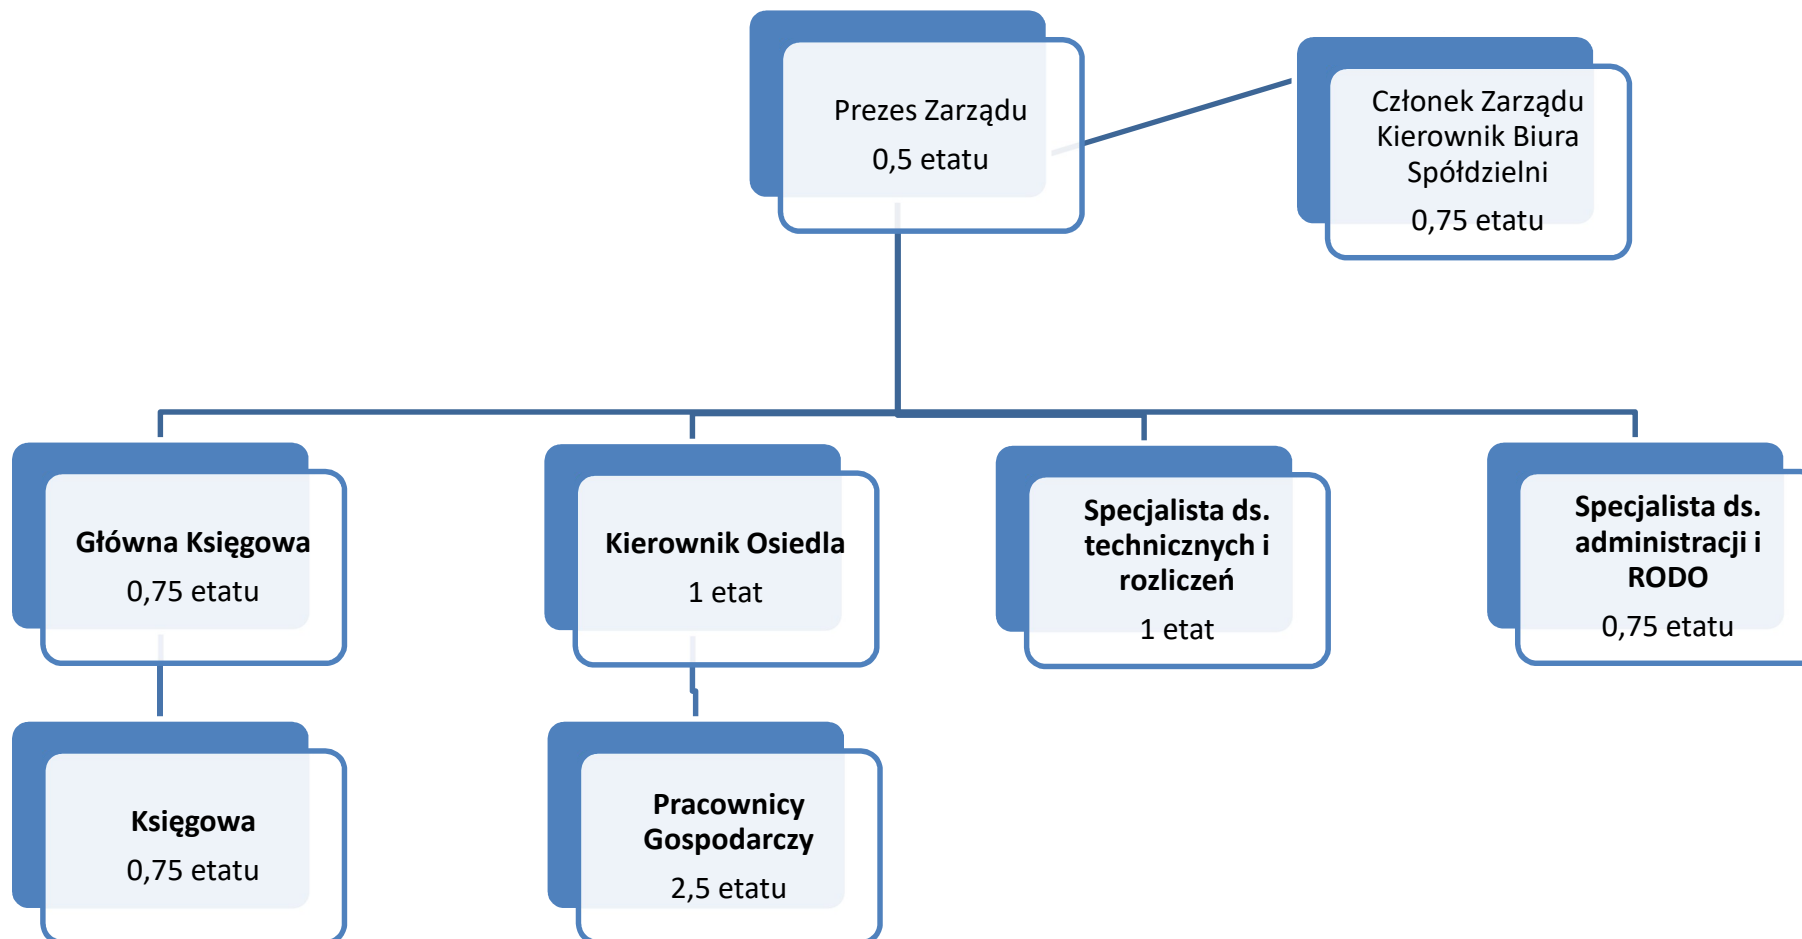 Prezes Zarządu
0,5 etatu
Członek Zarządu
Kierownik Biura
Spółdzielni
0,75 etatu
Główna Księgowa
0,75 etatu
Kierownik Osiedla
1 etat
Specjalista ds.
technicznych i
rozliczeń
1 etat
Specjalista ds.
administracji i
RODO
0,75 etatu
Księgowa
0,75 etatu
Pracownicy
Gospodarczy
2,5 etatu